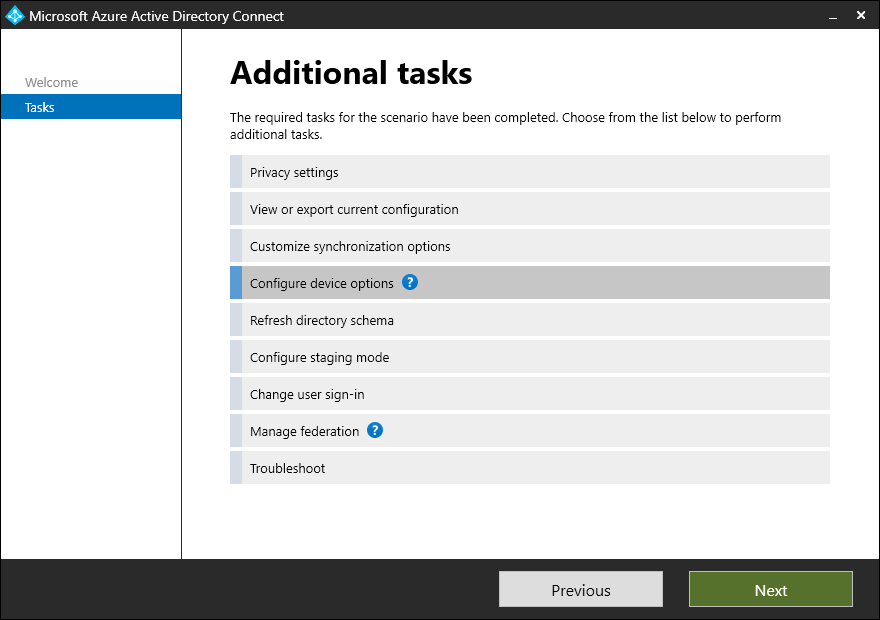 Microsoft Azure Active Directory Connect
Welcome
Tasks
Additional tasks
The required tasks for the scenario have been completed. Choose from the list below to perform
additional tasks.
Privacy settings
View or export current configuration
Customize synchronization options
Configure device options ?
Refresh directory schema
Configure staging mode
Change user sign-in
Manage federation ?
Troubleshoot
Previous
Next